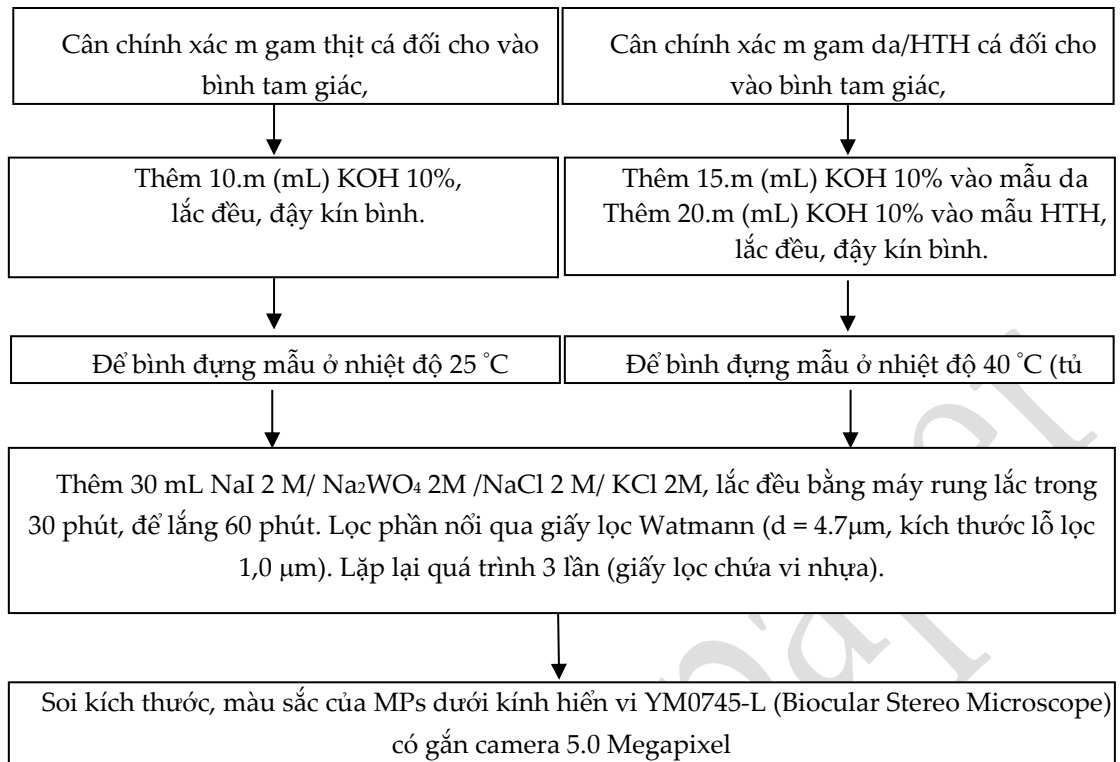 Cân chính xác m gam thịt cá đối cho vào
bình tam giác,
Cân chính xác m gam da/HTH cá đối cho
vào bình tam giác,
Thêm 10.m (mL) KOH 10%,
lắc đều, đậy kín bình.
Thêm 15.m (mL) KOH 10% vào mẫu da
Thêm 20.m (mL) KOH 10% vào mẫu HTH,
lắc đều, đậy kín bình.
Để bình đựng mẫu ở nhiệt độ 25 °C
Để bình đựng mẫu ở nhiệt độ 40 °C (tủ
Thêm 30 mL NaI 2 M/ Na₂WO₄ 2M /NaCl 2 M/ KCl 2M, lắc đều bằng máy rung lắc trong
30 phút, để lắng 60 phút. Lọc phần nổi qua giấy lọc Watmann (d = 4.7µm, kích thước lỗ lọc
1,0 µm). Lặp lại quá trình 3 lần (giấy lọc chứa vi nhựa).
Soi kích thước, màu sắc của MPs dưới kính hiển vi YM0745-L (Biocular Stereo Microscope)
có gắn camera 5.0 Megapixel